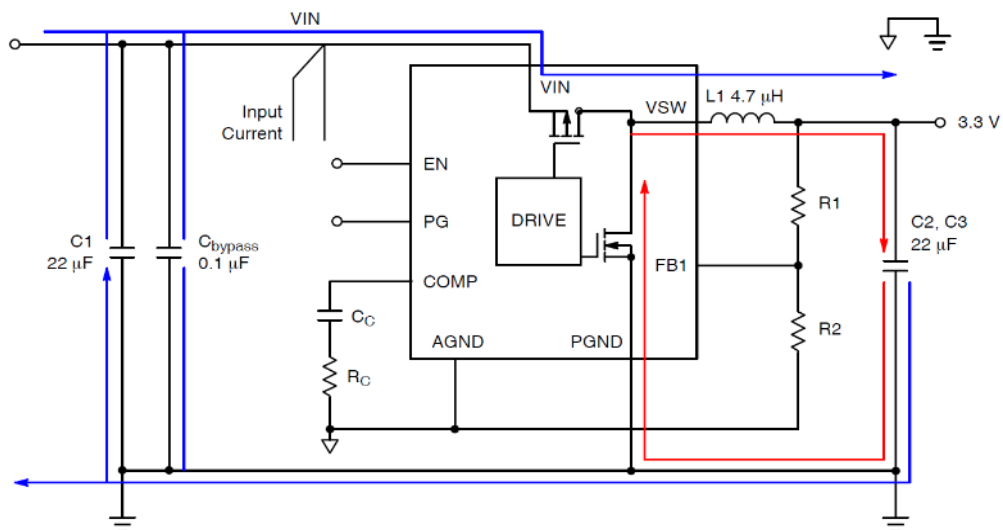 VIN
Input
Current
VIN
VSW
L1 4.7 μH
3.3 V
EN
PG
DRIVE
R1
C1
22 μF
Cbypass
0.1 μF
C2, C3
22 μF
COMP
FB1
CC
AGND
PGND
R2
RC